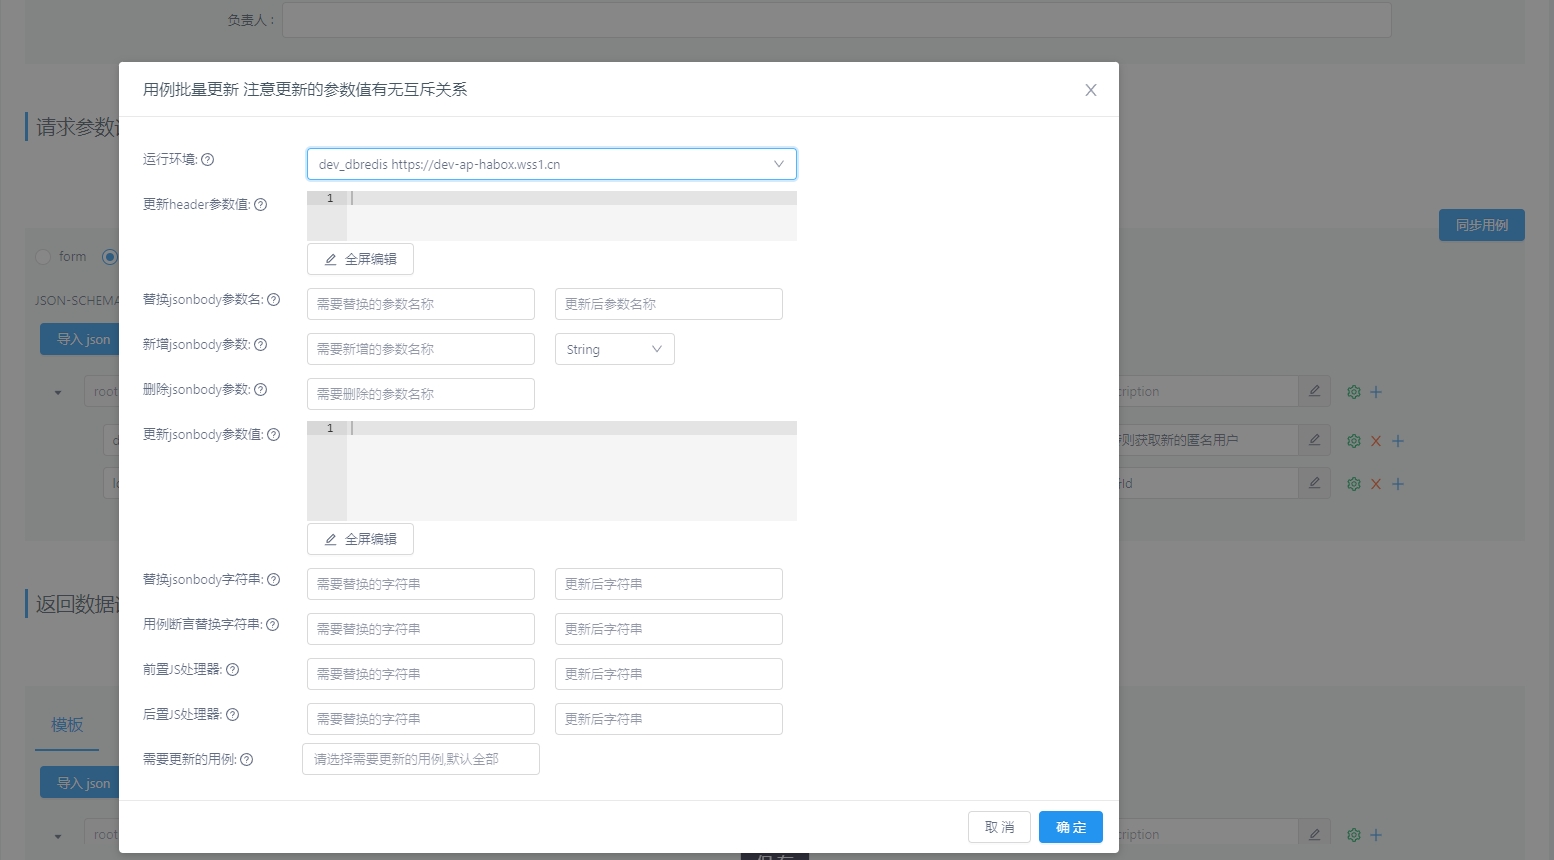 负责人 :
用例批量更新 注意更新的参数值有无互斥关系
请求参数
运行环境:
dev_dbredis https://dev-ap-habox.wss1.cn
更新header参数值:
1
同步用例
form
全屏编辑
JSON-SCHEMA
替换jsonbody参数名:
需要替换的参数名称
更新后参数名称
导入 json
新增jsonbody参数:
需要新增的参数名称
String
root
删除jsonbody参数:
需要删除的参数名称
cription
更新jsonbody参数值:
1
则获取新的匿名用户
Id
全屏编辑
替换jsonbody字符串:
需要替换的字符串
更新后字符串
返回数据
用例断言替换字符串:
需要替换的字符串
更新后字符串
前置JS处理器:
需要替换的字符串
更新后字符串
后置JS处理器:
需要替换的字符串
更新后字符串
模板
需要更新的用例:
请选择需要更新的用例,默认全部
导入 json
取 消
确 定
root
cription